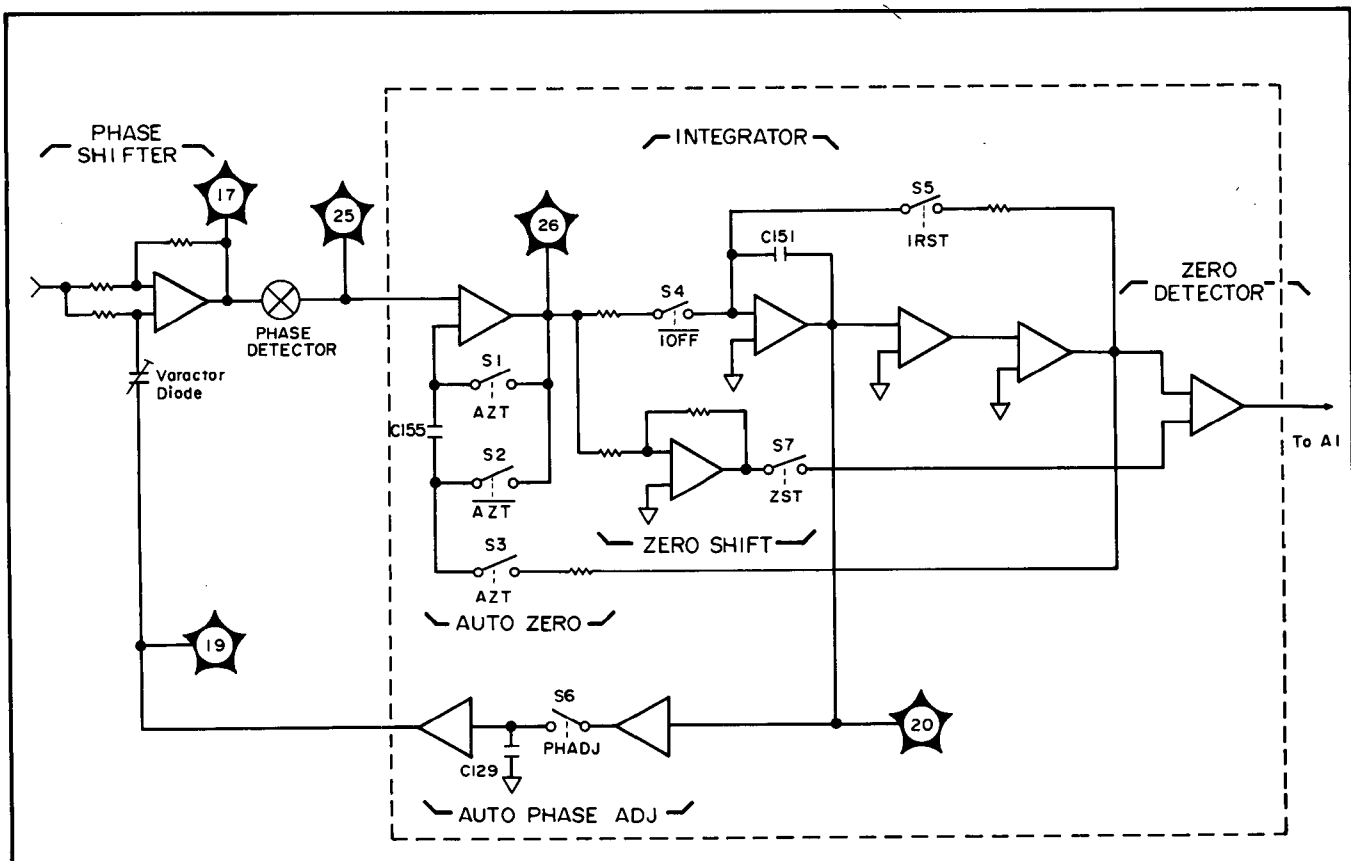 PHASE
SHIFTER
INTEGRATOR
17
25
26
S5
IRST
C151
ZERO
DETECTOR
S4
IOFF
PHASE
DETECTOR
Varactor
Diode
S1
AZT
C155
S2
AZT
S7
ZST
To A1
ZERO SHIFT
S3
AZT
AUTO ZERO
19
S6
PHADJ
20
C129
AUTO PHASE ADJ